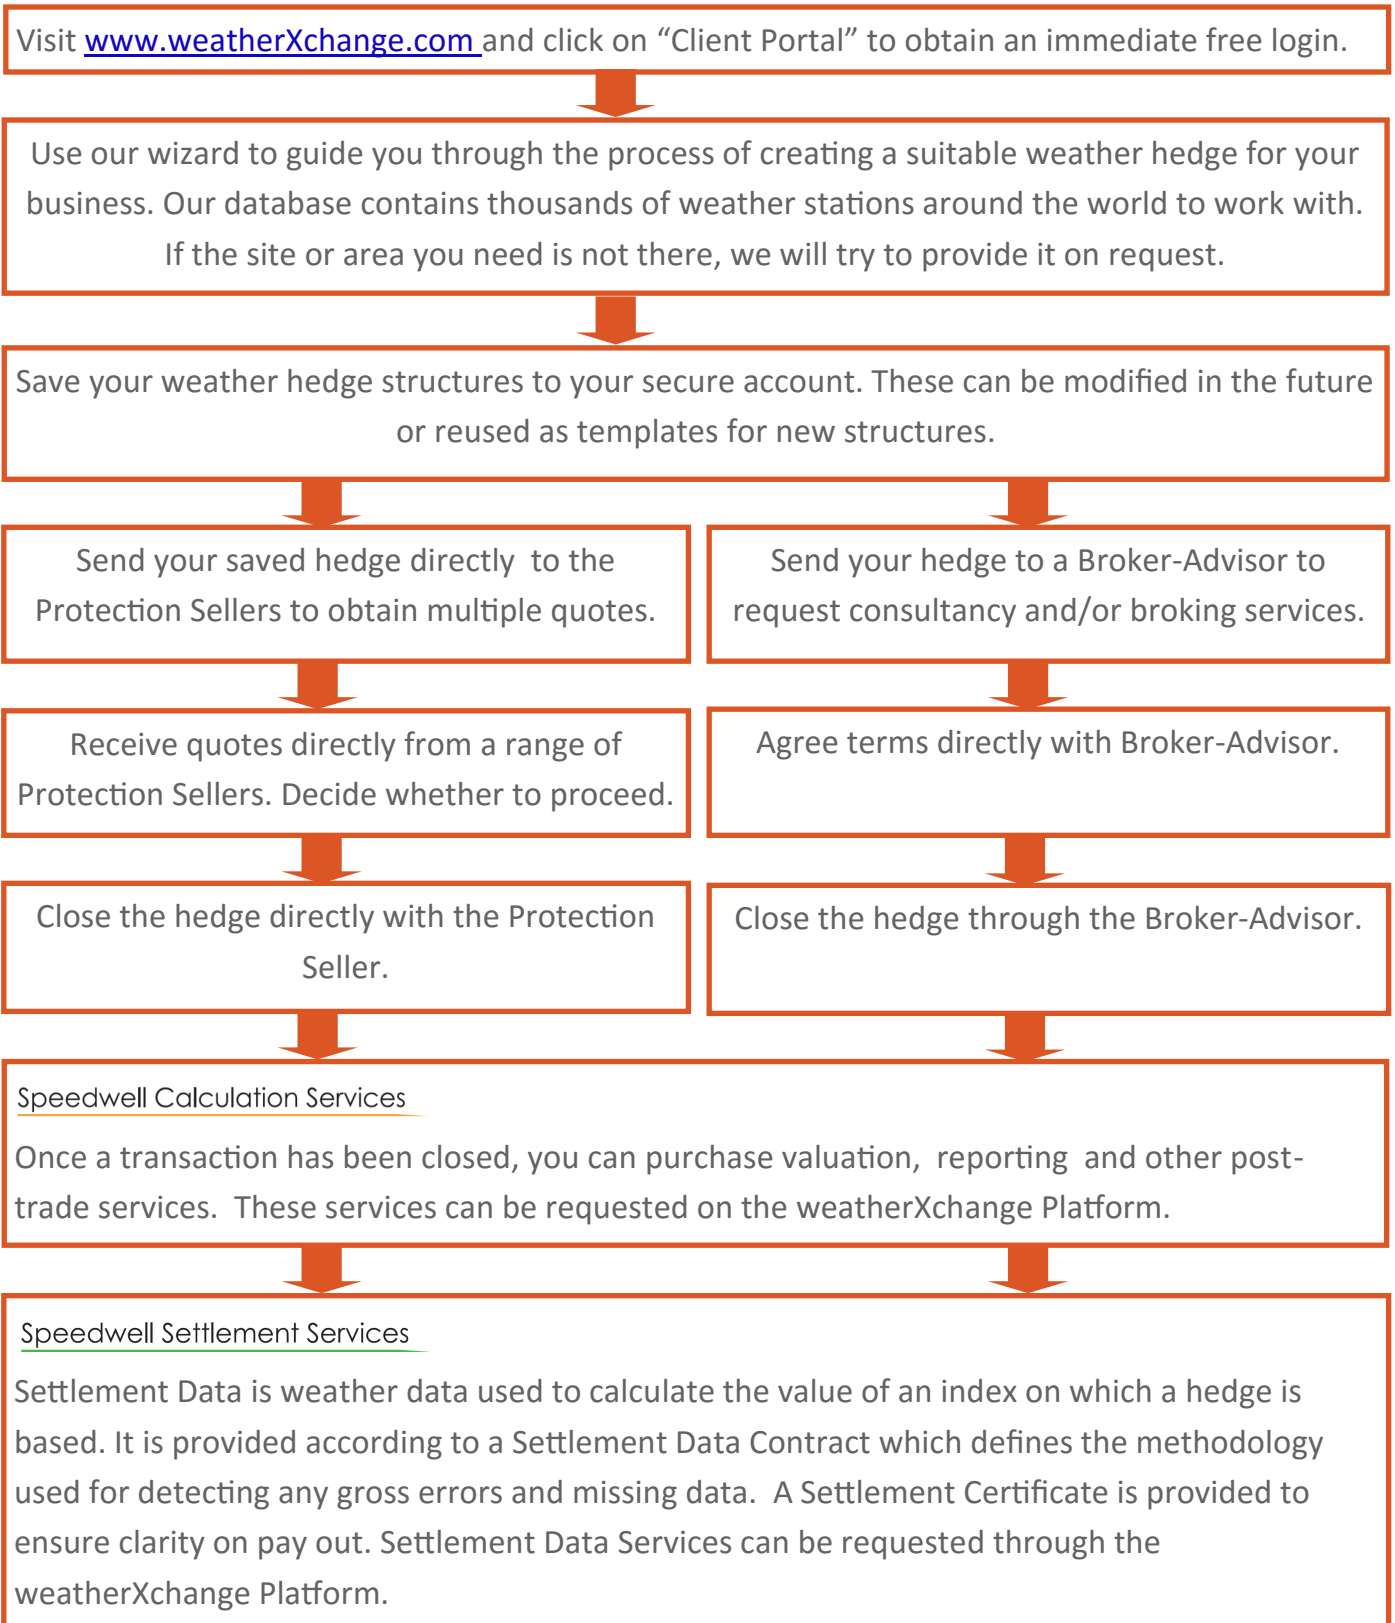 Visit www.weatherXchange.com and click on “Client Portal” to obtain an immediate free login.
Use our wizard to guide you through the process of creating a suitable weather hedge for your
business. Our database contains thousands of weather stations around the world to work with.
If the site or area you need is not there, we will try to provide it on request.
Save your weather hedge structures to your secure account. These can be modified in the future
or reused as templates for new structures.
Send your saved hedge directly to the
Protection Sellers to obtain multiple quotes.
Receive quotes directly from a range of
Protection Sellers. Decide whether to proceed.
Close the hedge directly with the Protection
Seller.
Send your hedge to a Broker-Advisor to
request consultancy and/or broking services.
Agree terms directly with Broker-Advisor.
Close the hedge through the Broker-Advisor.
Speedwell Calculation Services
Once a transaction has been closed, you can purchase valuation, reporting and other post-
trade services. These services can be requested on the weatherXchange Platform.
Speedwell Settlement Services
Settlement Data is weather data used to calculate the value of an index on which a hedge is
based. It is provided according to a Settlement Data Contract which defines the methodology
used for detecting any gross errors and missing data. A Settlement Certificate is provided to
ensure clarity on pay out. Settlement Data Services can be requested through the
weatherXchange Platform.